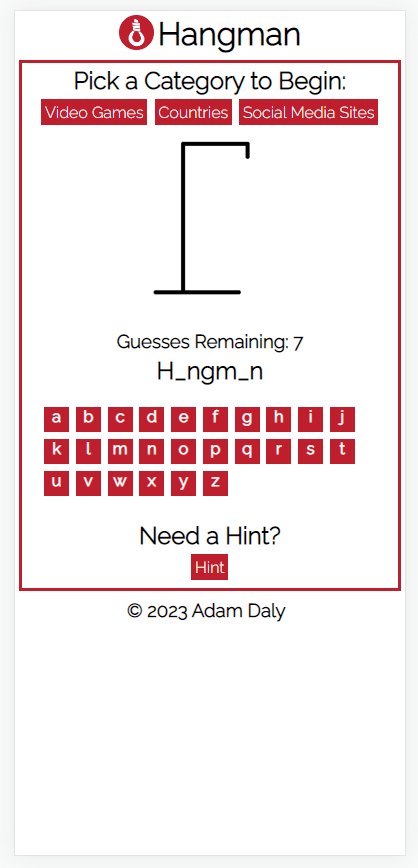 Hangman
Pick a Category to Begin:
Video Games Countries Social Media Sites
Guesses Remaining: 7
H_ngm_n
a b c d e f g h i j
k l m n o p q r s t
u v w x y z
Need a Hint?
Hint
© 2023 Adam Daly